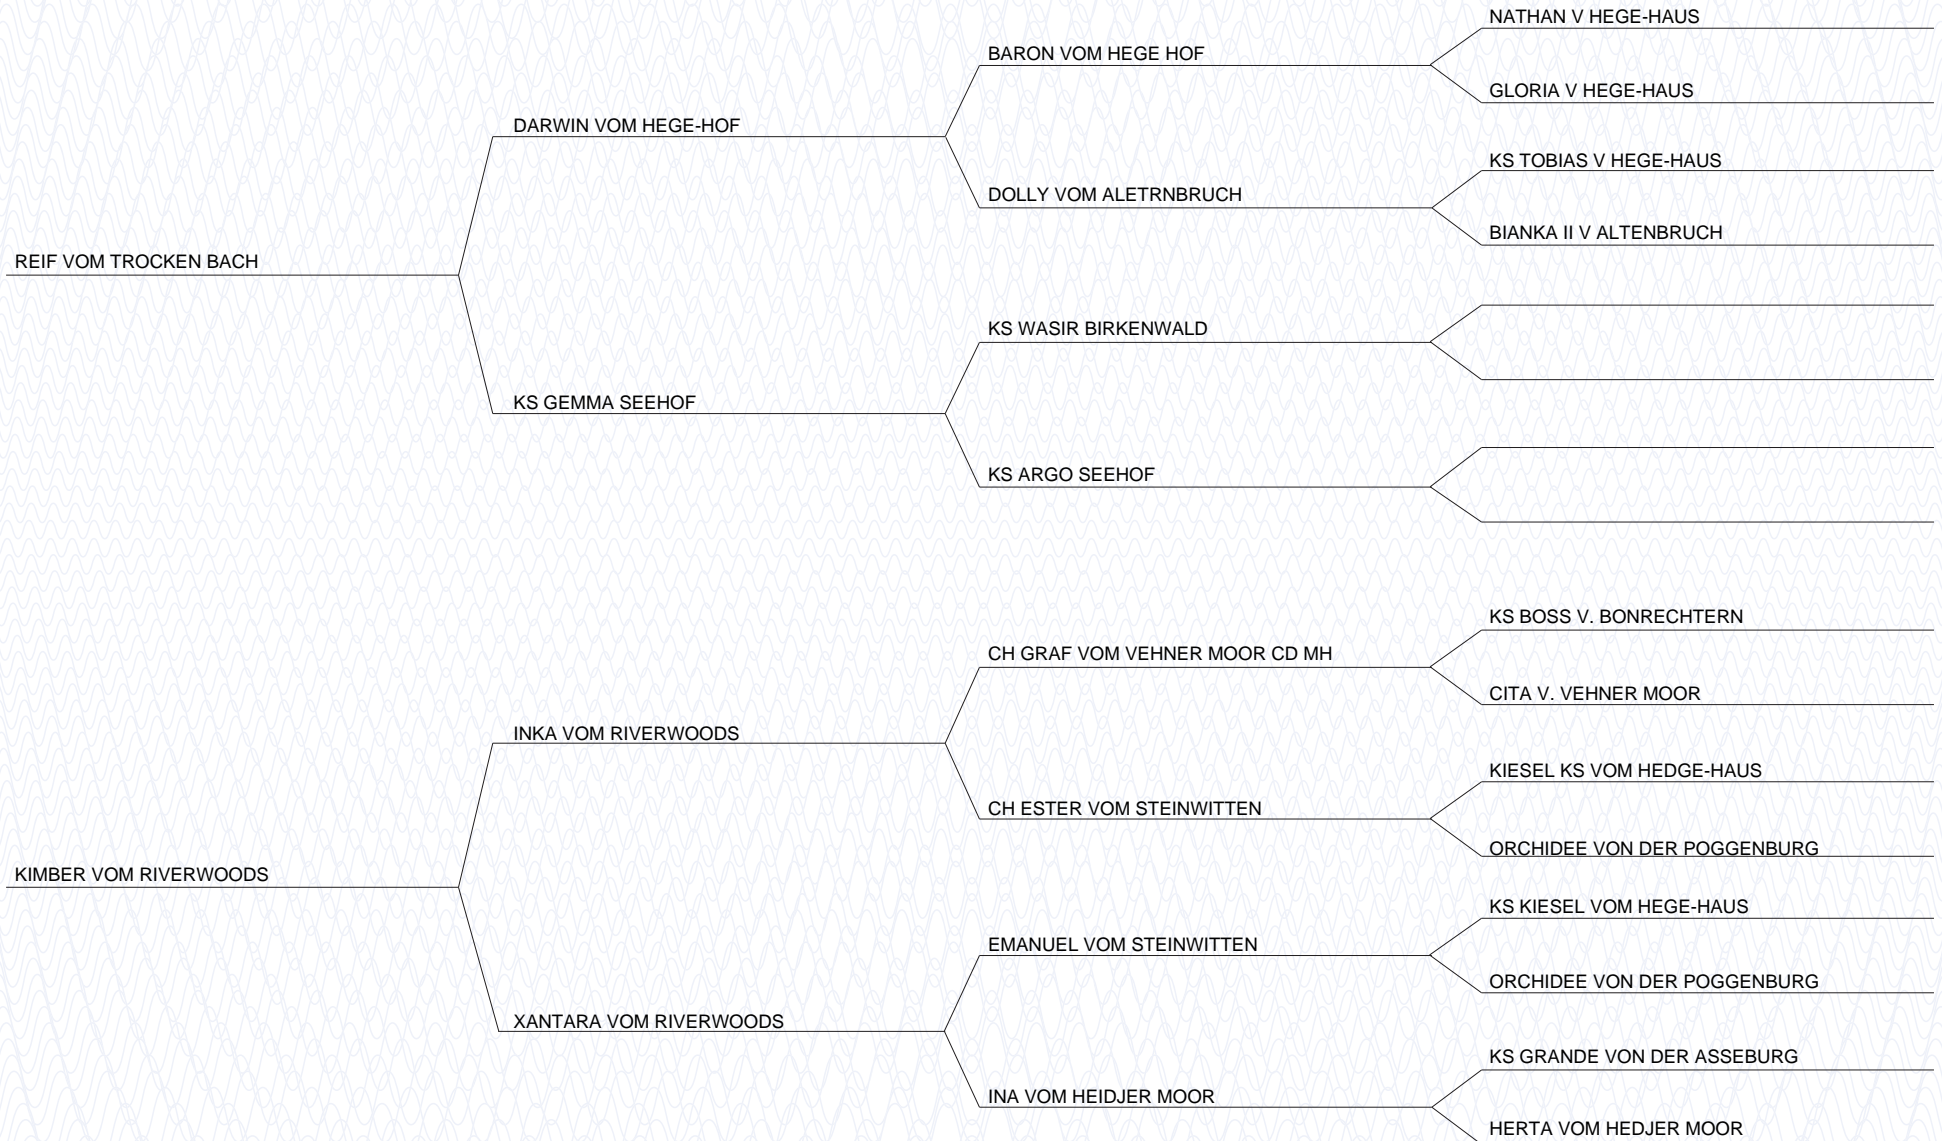 NATHAN V HEGE-HAUS
BARON VOM HEGE HOF
GLORIA V HEGE-HAUS
DARWIN VOM HEGE-HOF
KS TOBIAS V HEGE-HAUS
DOLLY VOM ALETRNBRUCH
BIANKA II V ALTENBRUCH
REIF VOM TROCKEN BACH
KS WASIR BIRKENWALD
KS GEMMA SEEHOF
KS ARGO SEEHOF
KS BOSS V. BONRECHTERN
CH GRAF VOM VEHNER MOOR CD MH
CITA V. VEHNER MOOR
INKA VOM RIVERWOODS
KIESEL KS VOM HEDGE-HAUS
CH ESTER VOM STEINWITTEN
ORCHIDEE VON DER POGGENBURG
KIMBER VOM RIVERWOODS
KS KIESEL VOM HEGE-HAUS
EMANUEL VOM STEINWITTEN
ORCHIDEE VON DER POGGENBURG
XANTARA VOM RIVERWOODS
KS GRANDE VON DER ASSEBURG
INA VOM HEIDJER MOOR
HERTA VOM HEDJER MOOR